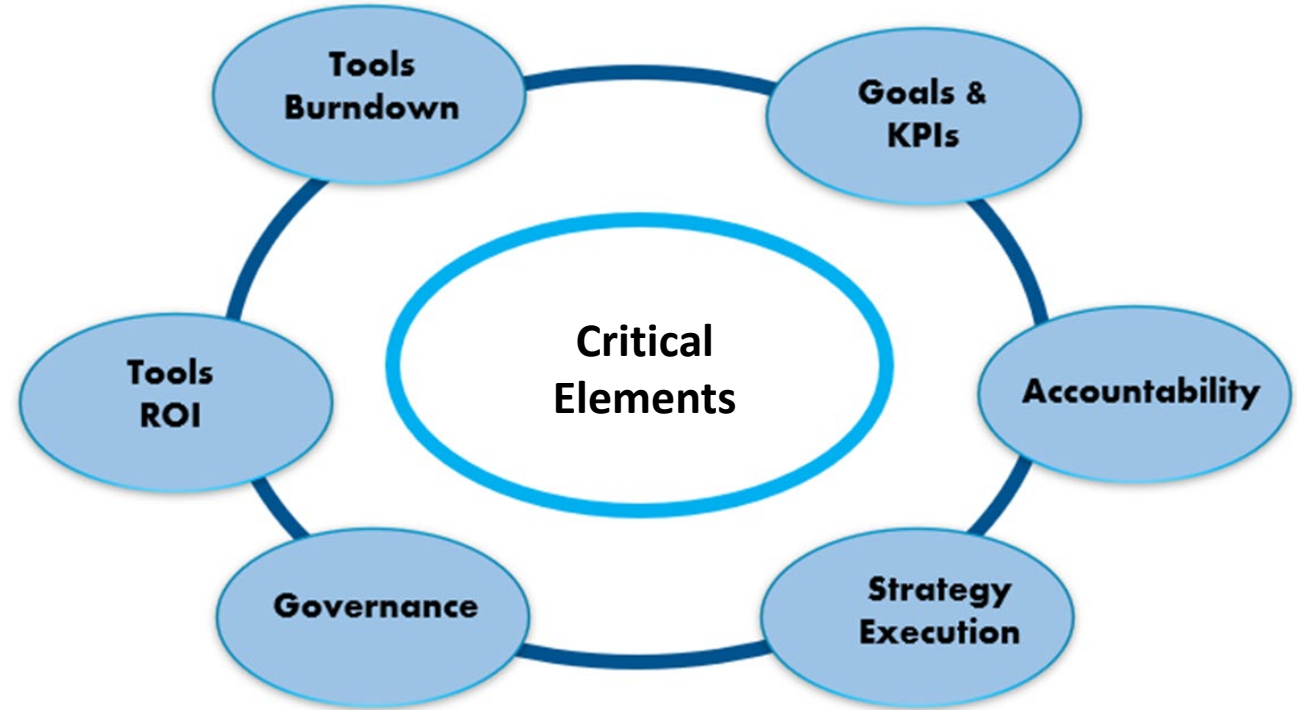 Tools
Burndown
Goals &
KPIs
Critical
Elements
Tools
ROI
Accountability
Governance
Strategy
Execution